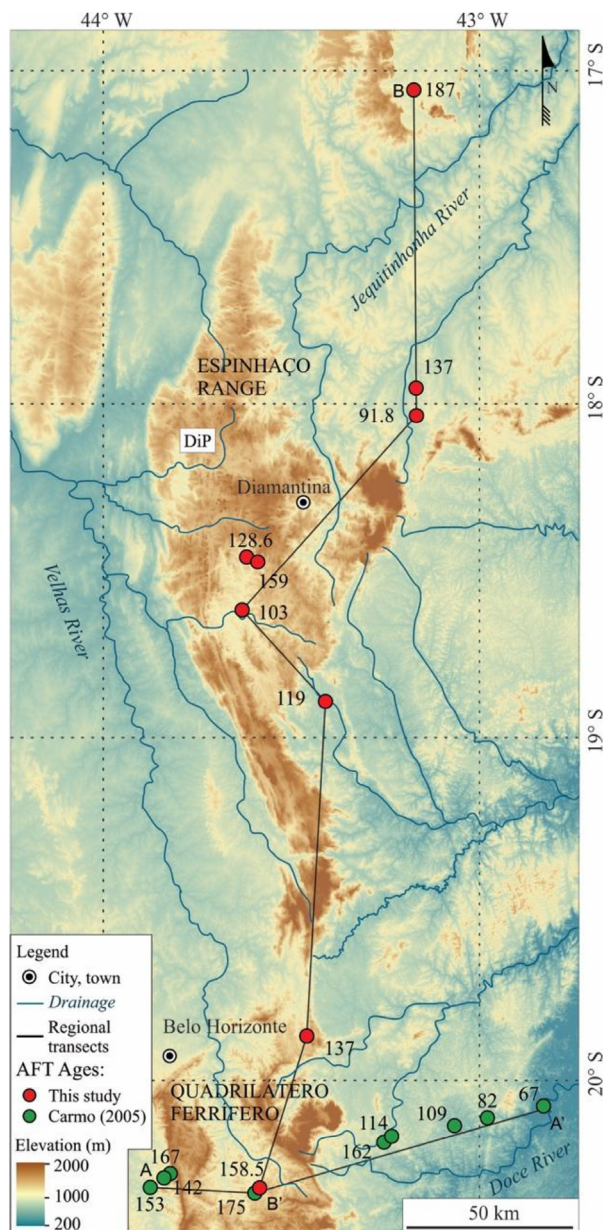 44° W
43° W
17° S
N
B
187
Jequitinhonha River
137
ESPINHAÇO
RANGE
91.8
18° S
DiP
Diamantina
128.6
159
103
Velhas River
119
19° S
Legend
City, town
Drainage
Regional
transects
Belo Horizonte
137
AFT Ages:
This study
Carmo (2005)
QUADRILÁTERO
FERRÍFERO
20° S
67
82
109
114
A'
162
Elevation (m)
2000
1000
200
167
A
142
153
158.5
175
B'
Doce River
50 km